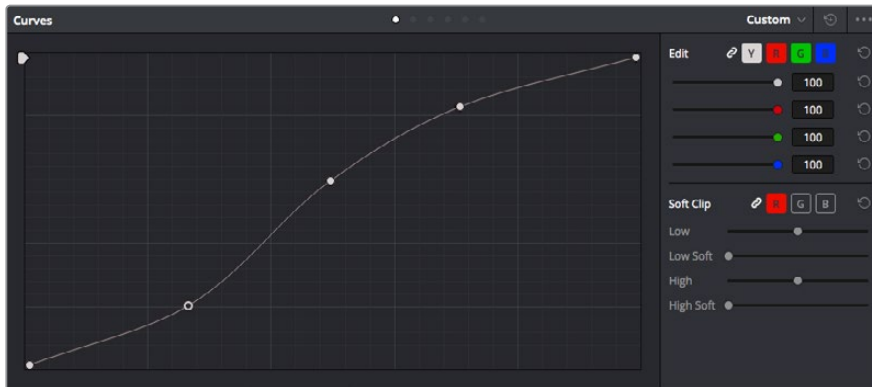 Curves
Custom
Edit Y R G B
100
100
100
100
Soft Clip R G B
Low
Low Soft
High
High Soft